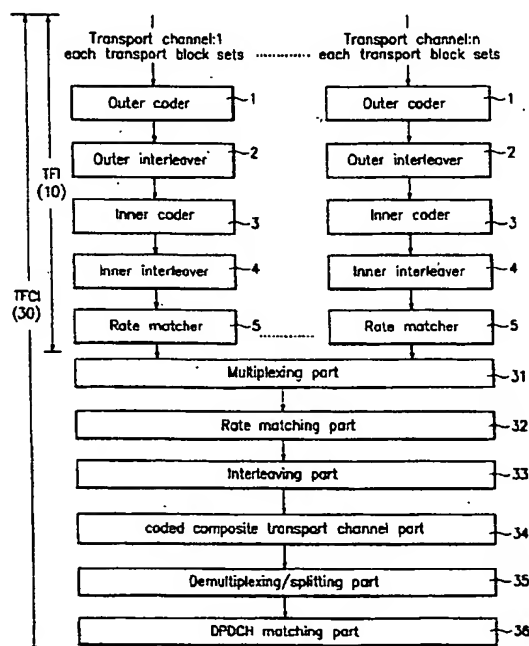 Transport channel:1
each transport block sets
Transport channel:n
each transport block sets
Outer coder
1
Outer coder
1
Outer interleaver
2
Outer interleaver
2
TFI
(10)
Inner coder
3
Inner coder
3
Inner interleaver
4
Inner interleaver
4
TFCI
(30)
Rate matcher
5
Rate matcher
5
Multiplexing part
31
Rate matching part
32
Interleaving part
33
coded composite transport channel part
34
Demultiplexing/splitting part
35
DPDCH matching part
36